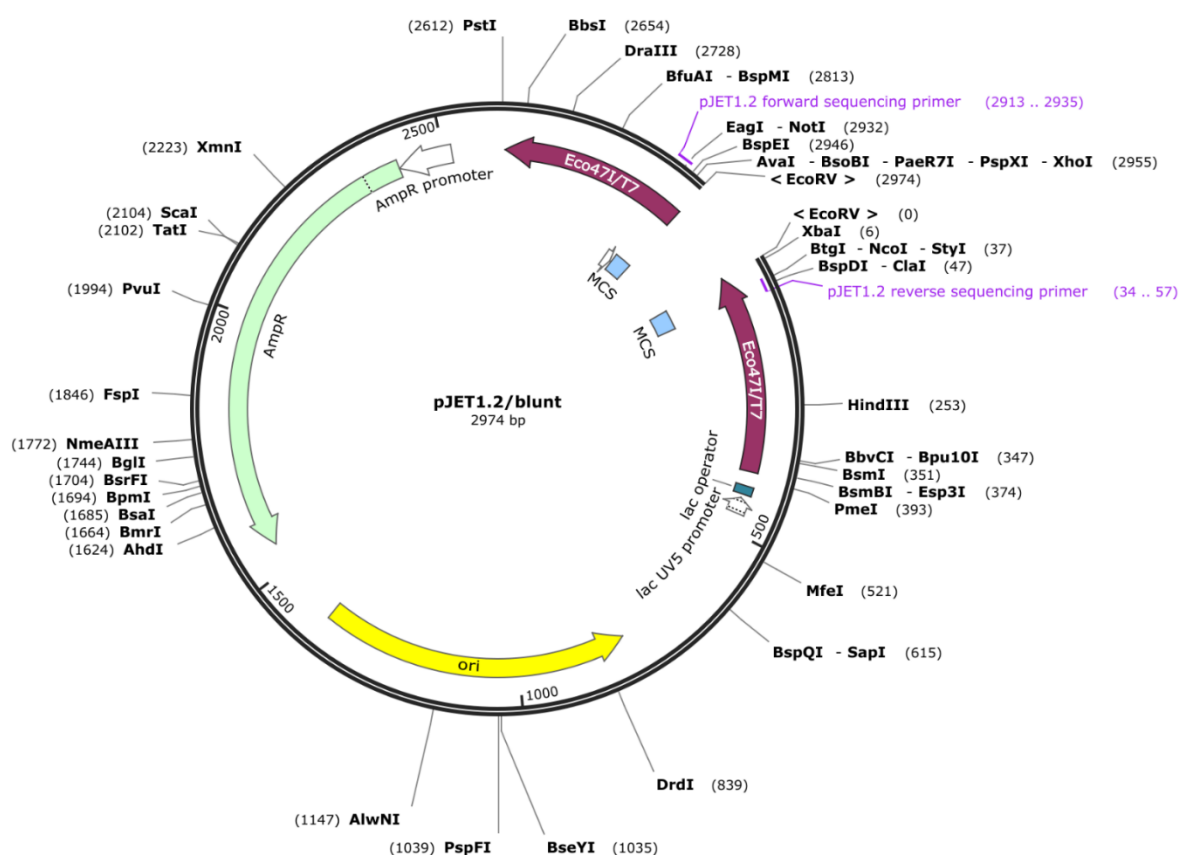 (2612) PstI
BbsI (2654)
DraIII (2728)
BfuAI - BspMI (2813)
pJET1.2 forward sequencing primer (2913 .. 2935)
EagI - NotI (2932)
BspEI (2946)
AvaI - BsoBI - PaeR7I - PspXI - XhoI (2955)
< EcoRV > (2974)
< EcoRV > (0)
XbaI (6)
BtgI - NcoI - StyI (37)
BspDI - ClaI (47)
pJET1.2 reverse sequencing primer (34 .. 57)
HindIII (253)
BbvCI - Bpu10I (347)
BsmI (351)
BsmBI - Esp3I (374)
PmeI (393)
MfeI (521)
BspQI - SapI (615)
DrdI (839)
BseYI (1035)
(1039) PspFI
(1147) AlwNI
(1624) AhdI
(1664) BmrI
(1685) BsaI
(1694) BpmI
(1704) BsrFI
(1744) BglI
(1772) NmeAIII
(1846) FspI
(1994) PvuI
(2102) TatI
(2104) ScaI
(2223) XmnI
2500
2000
1500
1000
500
AmpR promoter
AmpR
Eco47I/T7
MCS
MCS
Eco47I/T7
lac operator
lac UV5 promoter
ori
pJET1.2/blunt
2974 bp